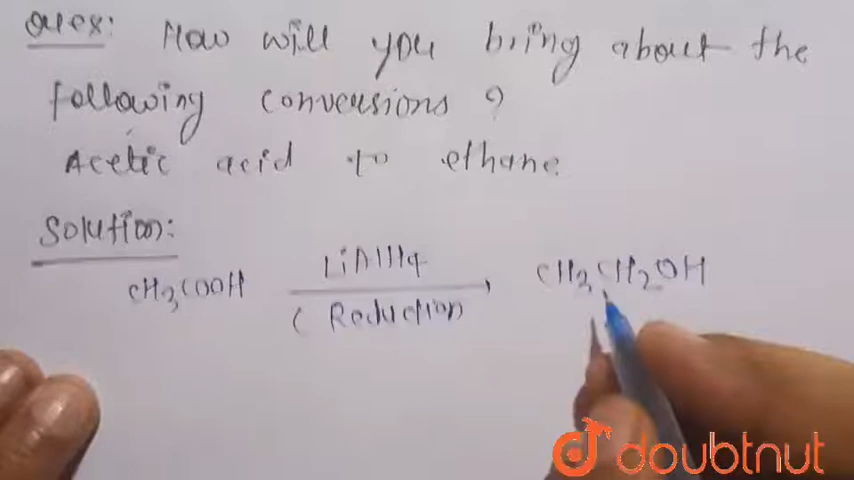 Ques: How will you bring about the
following conversions ?
Acetic acid to ethane.
Solution:
CH3COOH LiAlH4 CH3CH2OH
( Reduction
doubtnut